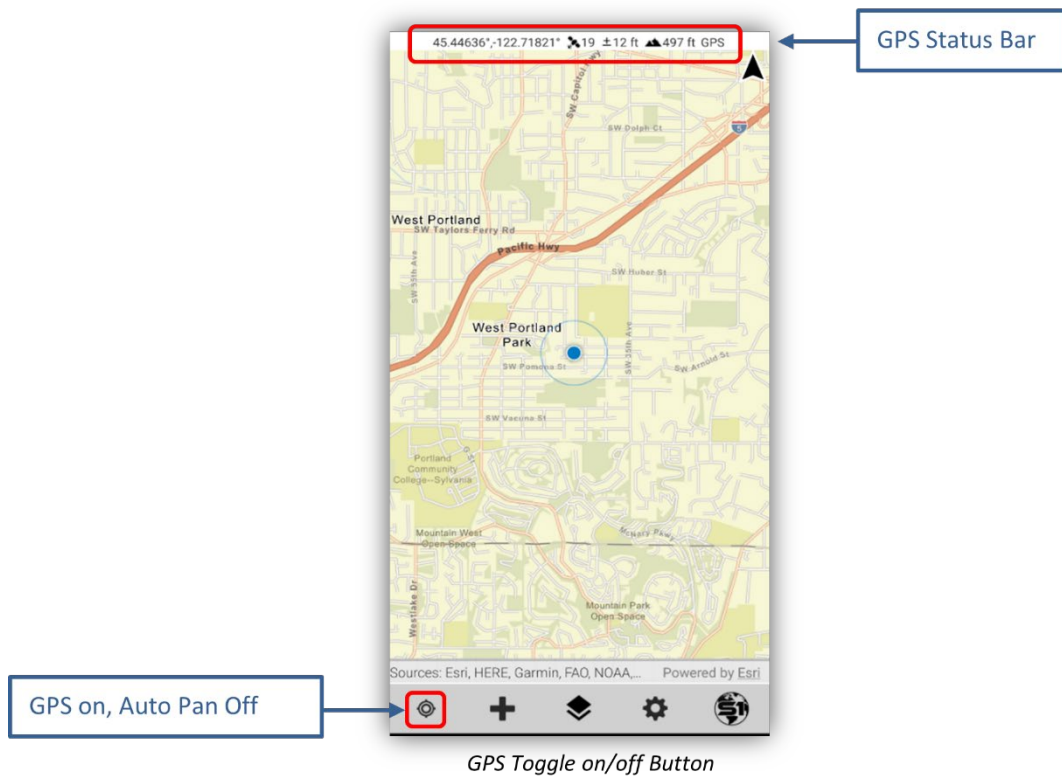 45.44636°,-122.71821° 19 ±12 ft 497 ft GPS
GPS Status Bar
SW Capitol Hwy
SW Dolph Ct
5
West Portland
SW Taylors Ferry Rd
Pacific Hwy
SW 55th Ave
SW Huber St
West Portland
Park
SW 35th Ave
SW Pomona St
SW Arnold St
SW Vacuna St
G St
Portland
Community
College--Sylvania
Mountain West
Open Space
McNary Pkwy
Westlake Dr
Mountain Park
Open Space
Sources: Esri, HERE, Garmin, FAO, NOAA,... Powered by Esri
GPS on, Auto Pan Off
S1
GPS Toggle on/off Button